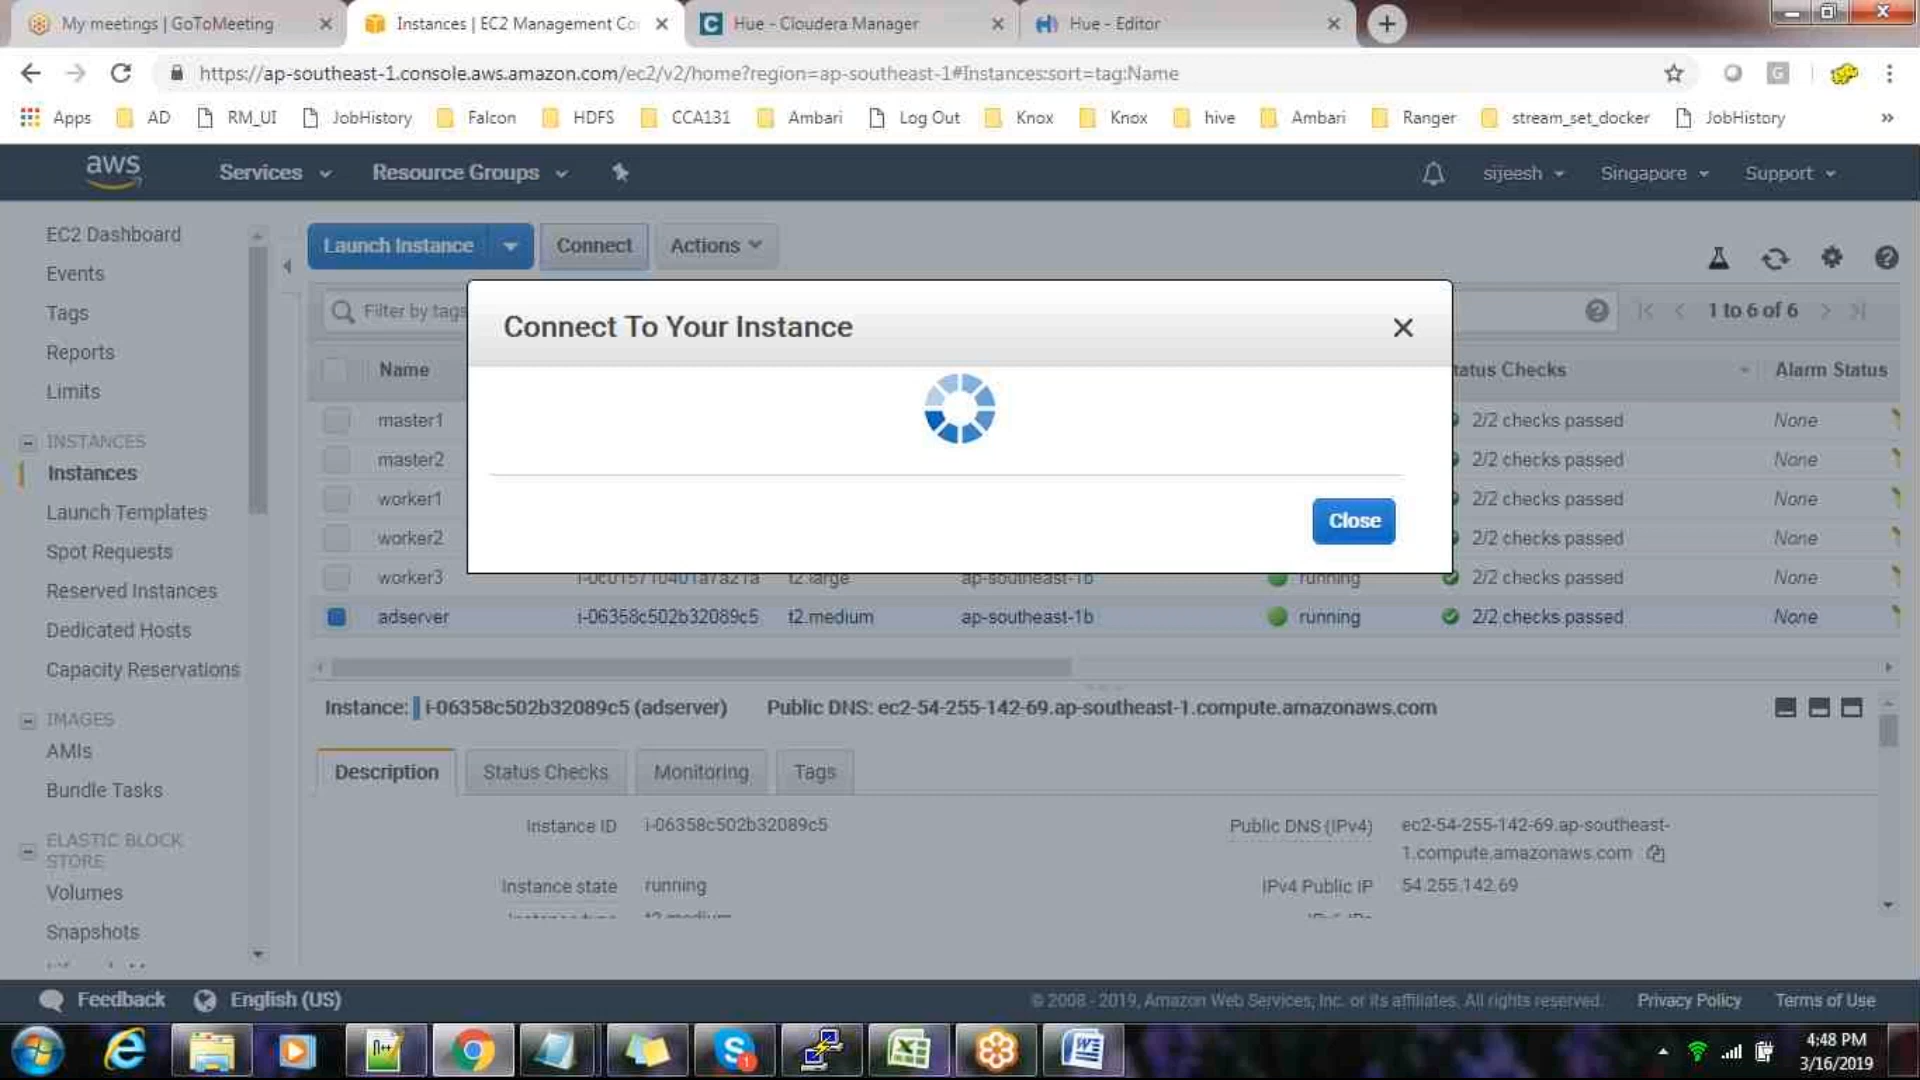 My meetings | GoToMeeting
Instances | EC2 Management Co
Hue - Cloudera Manager
Hue - Editor
https://ap-southeast-1.console.aws.amazon.com/ec2/v2/home?region=ap-southeast-1#Instances:sort=tag:Name
Apps AD RM_UI JobHistory Falcon HDFS CCA131 Ambari Log Out Knox Knox hive Ambari Ranger stream_set_docker JobHistory »
aws Services Resource Groups sijeesh Singapore Support
EC2 Dashboard
Events
Tags
Reports
Limits
INSTANCES
Instances
Launch Templates
Spot Requests
Reserved Instances
Dedicated Hosts
Capacity Reservations
IMAGES
AMIs
Bundle Tasks
ELASTIC BLOCK
STORE
Volumes
Snapshots
Launch Instance Connect Actions
Filter by tags 1 to 6 of 6
Connect To Your Instance
Close
Name tatus Checks Alarm Status
master1 2/2 checks passed None
master2 2/2 checks passed None
worker1 2/2 checks passed None
worker2 2/2 checks passed None
worker3 t2.large ap-southeast-1b running 2/2 checks passed None
adserver i-06358c502b32089c5 t2.medium ap-southeast-1b running 2/2 checks passed None
Instance: i-06358c502b32089c5 (adserver) Public DNS: ec2-54-255-142-69.ap-southeast-1.compute.amazonaws.com
Description Status Checks Monitoring Tags
Instance ID i-06358c502b32089c5 Public DNS (IPv4) ec2-54-255-142-69.ap-southeast-
1.compute.amazonaws.com
Instance state running IPv4 Public IP 54.255.142.69
Feedback English (US) © 2008 - 2019, Amazon Web Services, Inc. or its affiliates. All rights reserved. Privacy Policy Terms of Use
4:48 PM
3/16/2019